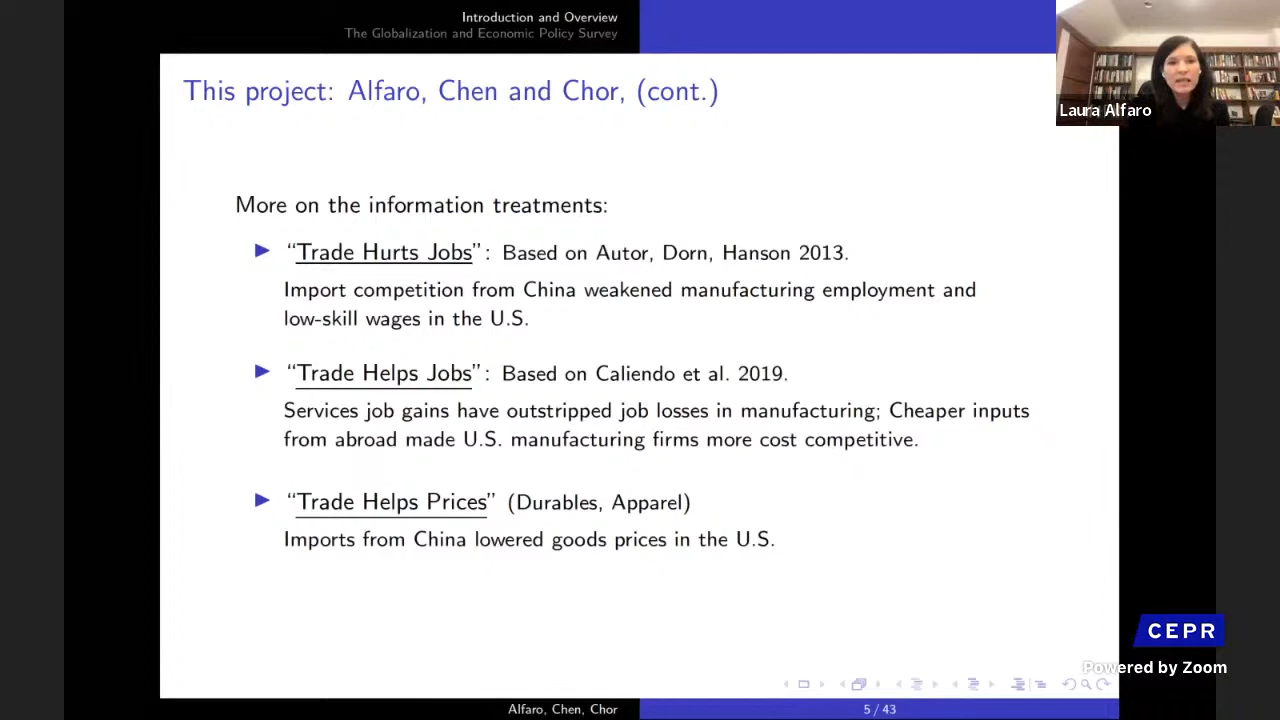 Introduction and Overview
The Globalization and Economic Policy Survey
This project: Alfaro, Chen and Chor, (cont.)
Laura Alfaro
More on the information treatments:
“Trade Hurts Jobs”: Based on Autor, Dorn, Hanson 2013.
Import competition from China weakened manufacturing employment and
low-skill wages in the U.S.
“Trade Helps Jobs”: Based on Caliendo et al. 2019.
Services job gains have outstripped job losses in manufacturing; Cheaper inputs
from abroad made U.S. manufacturing firms more cost competitive.
“Trade Helps Prices” (Durables, Apparel)
Imports from China lowered goods prices in the U.S.
CEPR
Powered by Zoom
Alfaro, Chen, Chor
5 / 43